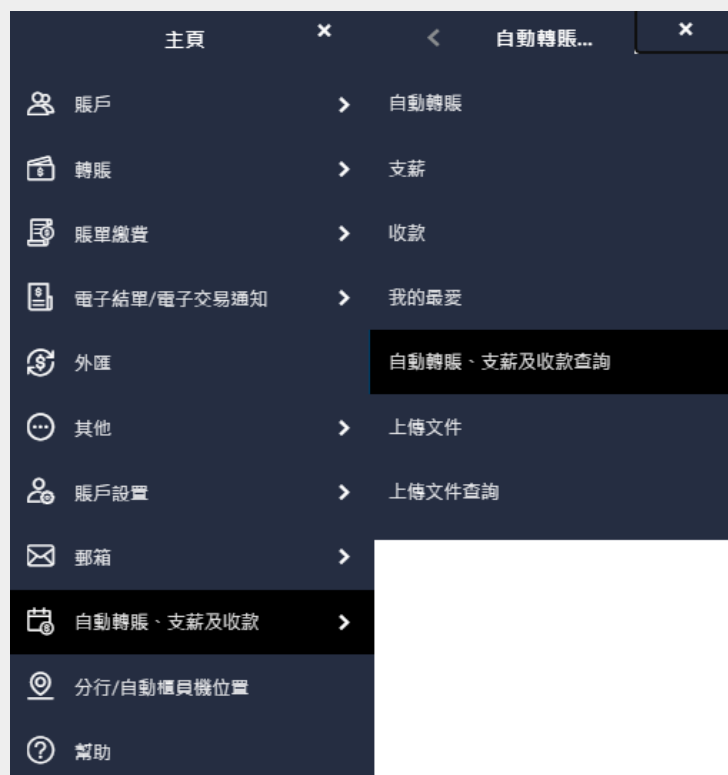 主頁
賬戶
轉賬
賬單繳費
電子結單/電子交易通知
外匯
其他
賬戶設置
郵箱
自動轉賬、支薪及收款
分行/自動櫃員機位置
幫助
自動轉賬...
自動轉賬
支薪
收款
我的最愛
自動轉賬、支薪及收款查詢
上傳文件
上傳文件查詢